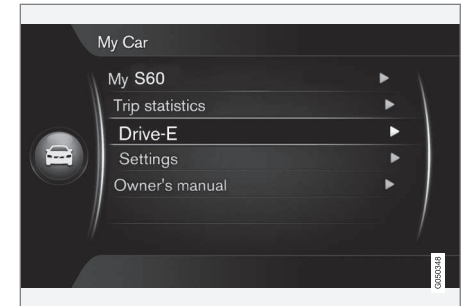 My Car
My S60
Trip statistics
Drive-E
Settings
Owner's manual
G050348